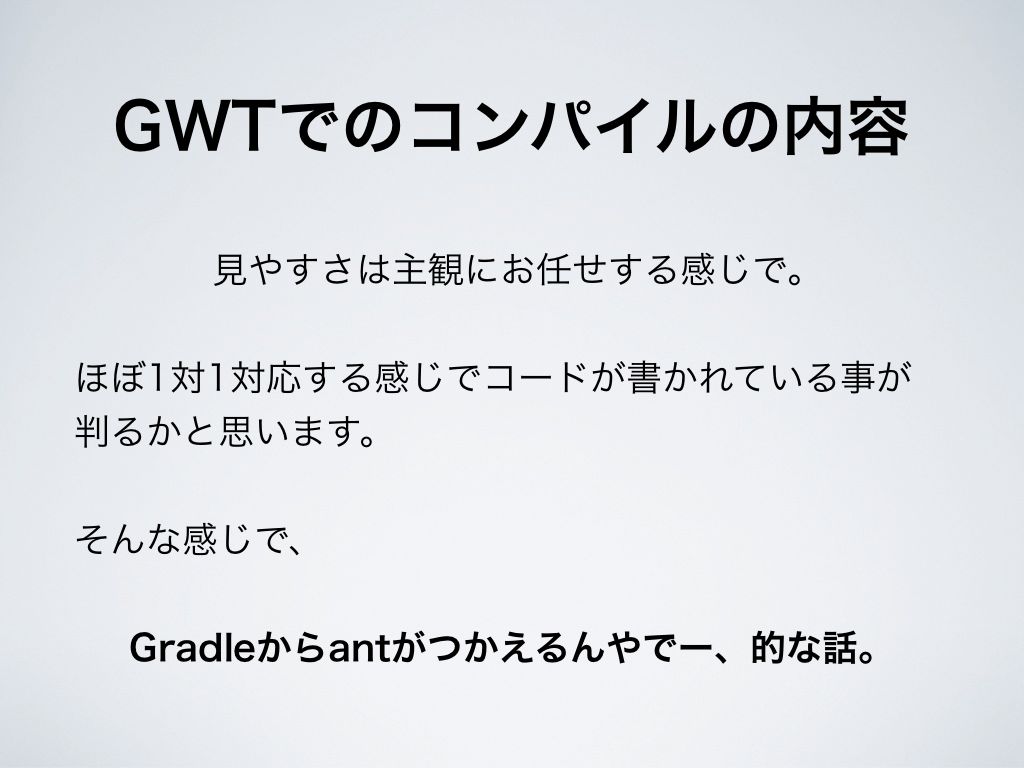 GWTでのコンパイルの内容
見やすさは主観にお任せする感じで。
ほぼ1対1対応する感じでコードが書かれている事が
判るかと思います。
そんな感じで、
Gradleからantがつかえるんやでー、的な話。